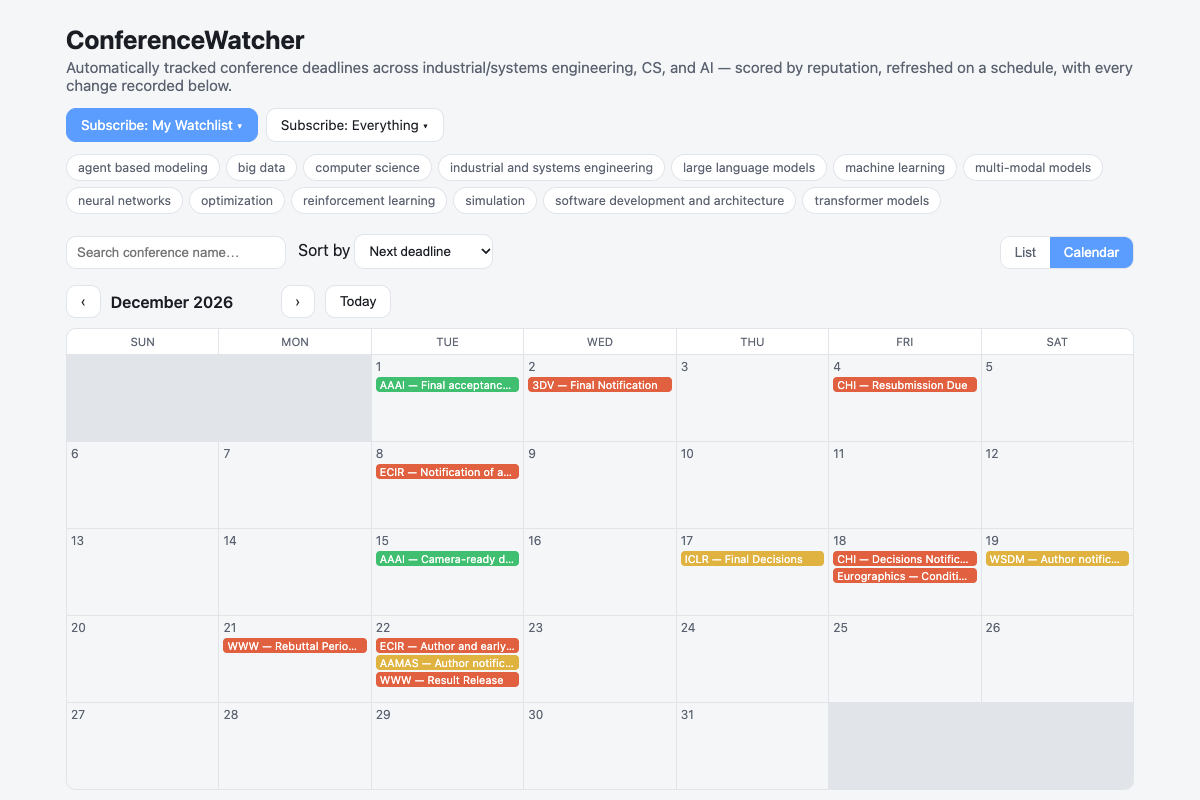 ConferenceWatcher
Automatically tracked conference deadlines across industrial/systems engineering, CS, and AI — scored by reputation, refreshed on a schedule, with every
change recorded below.
Subscribe: My Watchlist ▾ Subscribe: Everything ▾
agent based modeling big data computer science industrial and systems engineering large language models machine learning multi-modal models
neural networks optimization reinforcement learning simulation software development and architecture transformer models
Search conference name… Sort by Next deadline List Calendar
‹ December 2026 › Today
SUN MON TUE WED THU FRI SAT
1 2 3 4 5
AAAI — Final acceptanc… 3DV — Final Notification CHI — Resubmission Due
6 7 8 9 10 11 12
ECIR — Notification of a…
13 14 15 16 17 18 19
AAAI — Camera-ready d… ICLR — Final Decisions CHI — Decisions Notific… WSDM — Author notific…
Eurographics — Conditi…
20 21 22 23 24 25 26
WWW — Rebuttal Perio… ECIR — Author and early…
AAMAS — Author notific…
WWW — Result Release
27 28 29 30 31